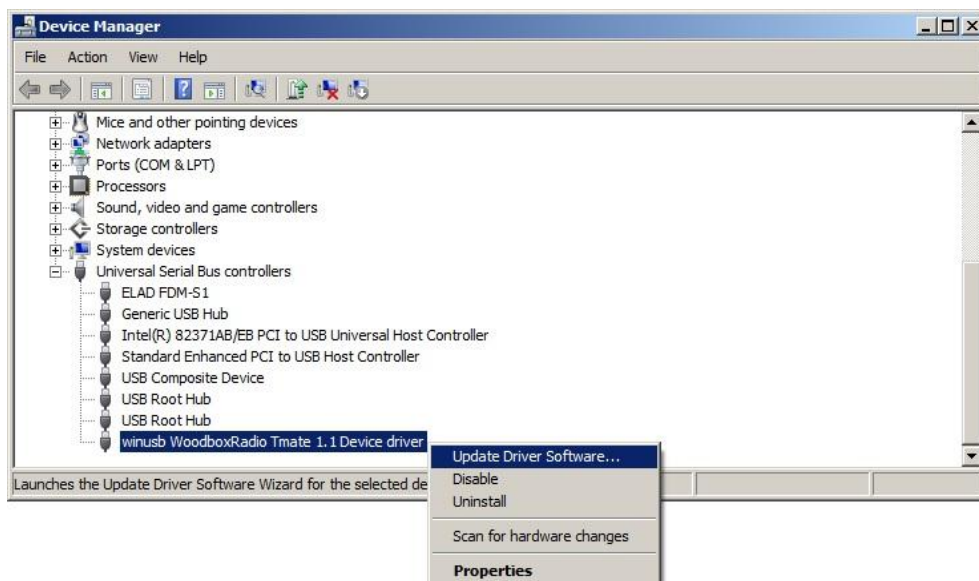 Device Manager
File Action View Help
Mice and other pointing devices
Network adapters
Ports (COM & LPT)
Processors
Sound, video and game controllers
Storage controllers
System devices
Universal Serial Bus controllers
ELAD FDM-S1
Generic USB Hub
Intel(R) 82371AB/EB PCI to USB Universal Host Controller
Standard Enhanced PCI to USB Host Controller
USB Composite Device
USB Root Hub
USB Root Hub
winusb WoodboxRadio Tmate 1.1 Device driver
Update Driver Software...
Launches the Update Driver Software Wizard for the selected de
Disable
Uninstall
Scan for hardware changes
Properties